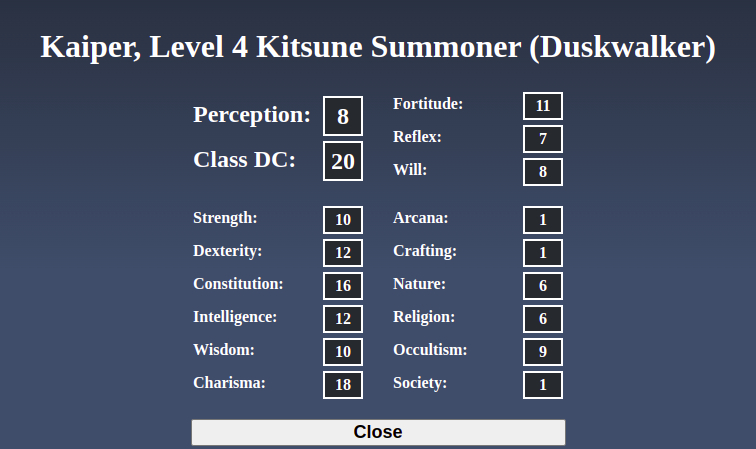 Kaiper, Level 4 Kitsune Summoner (Duskwalker)
Perception: 8
Class DC: 20
Fortitude: 11
Reflex: 7
Will: 8
Strength: 10
Dexterity: 12
Constitution: 16
Intelligence: 12
Wisdom: 10
Charisma: 18
Arcana: 1
Crafting: 1
Nature: 6
Religion: 6
Occultism: 9
Society: 1
Close